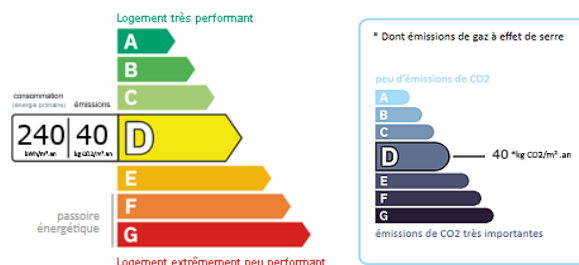 Logement très performant
A
B
C
consommation
(énergie primaire)
émissions
240
kWh/m².an
40
kg CO2/m².an
D
E
F
G
passoire
énergétique
Logement extrêmement peu performant
* Dont émissions de gaz à effet de serre
peu d'émissions de CO2
A
B
C
D
40 *kg CO2/m².an
E
F
G
émissions de CO2 très importantes